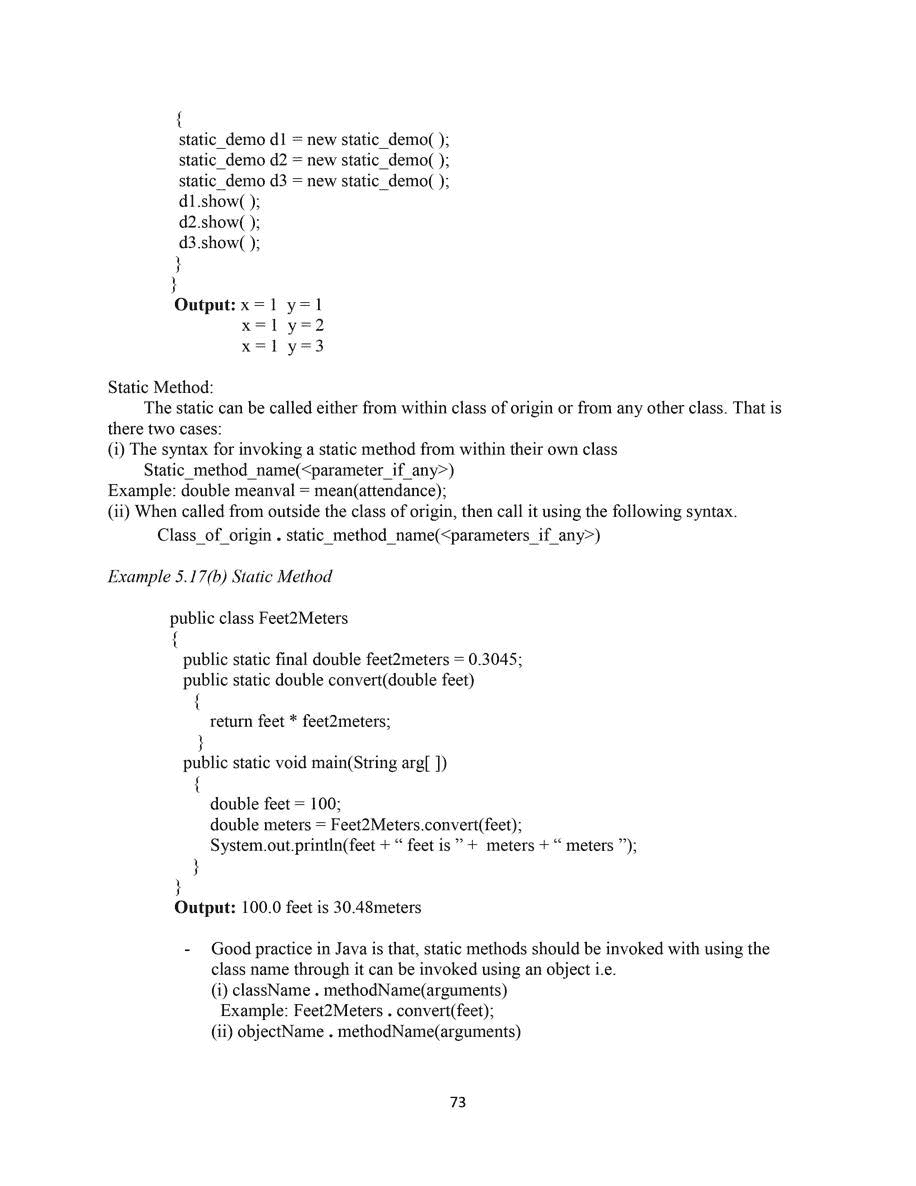 {
static_demo d1 = new static_demo( );
static_demo d2 = new static_demo( );
static_demo d3 = new static_demo( );
d1.show( );
d2.show( );
d3.show( );
}
}
Output: x = 1 y = 1
x = 1 y = 2
x = 1 y = 3
Static Method:
The static can be called either from within class of origin or from any other class. That is
there two cases:
(i) The syntax for invoking a static method from within their own class
Static_method_name(<parameter_if_any>)
Example: double meanval = mean(attendance);
(ii) When called from outside the class of origin, then call it using the following syntax.
Class_of_origin . static_method_name(<parameters_if_any>)
Example 5.17(b) Static Method
public class Feet2Meters
{
public static final double feet2meters = 0.3045;
public static double convert(double feet)
{
return feet * feet2meters;
}
public static void main(String arg[ ])
{
double feet = 100;
double meters = Feet2Meters.convert(feet);
System.out.println(feet + “ feet is ” + meters + “ meters ”);
}
}
Output: 100.0 feet is 30.48meters
- Good practice in Java is that, static methods should be invoked with using the
class name through it can be invoked using an object i.e.
(i) className . methodName(arguments)
Example: Feet2Meters . convert(feet);
(ii) objectName . methodName(arguments)
73